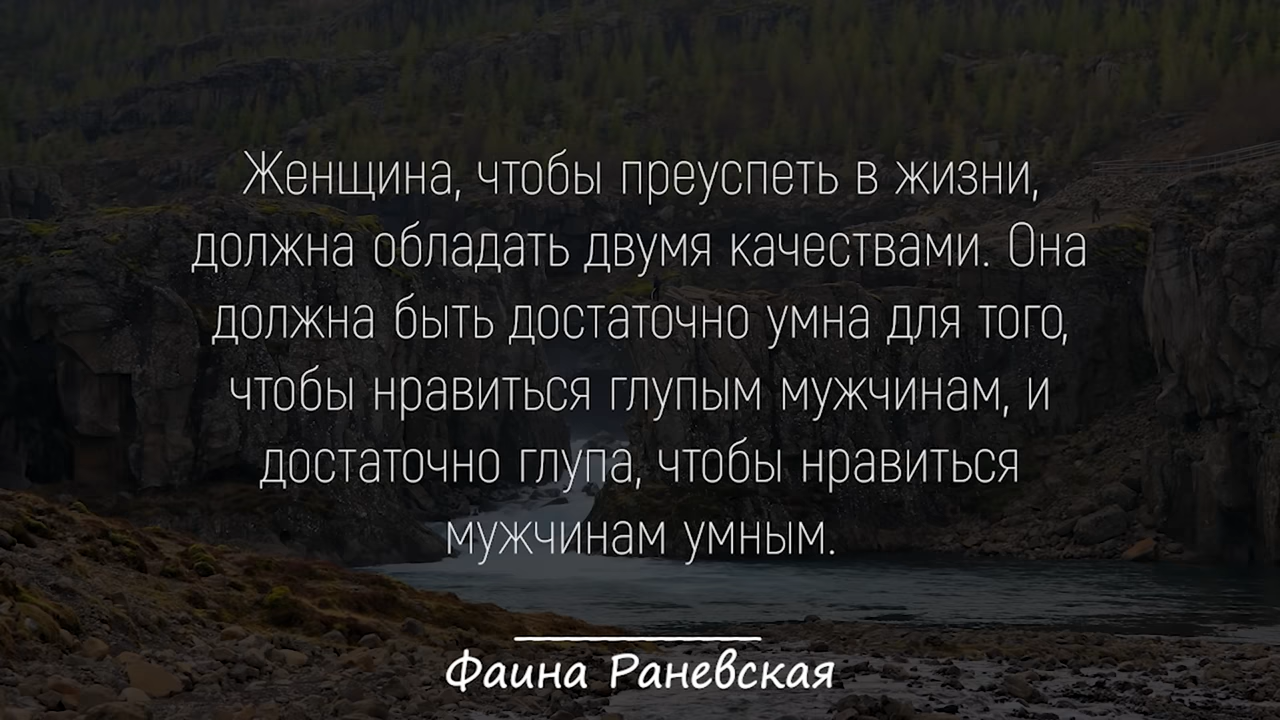 Женщина, чтобы преуспеть в жизни,
должна обладать двумя качествами. Она
должна быть достаточно умна для того,
чтобы нравиться глупым мужчинам, и
достаточно глупа, чтобы нравиться
мужчинам умным.
Фаина Раневская